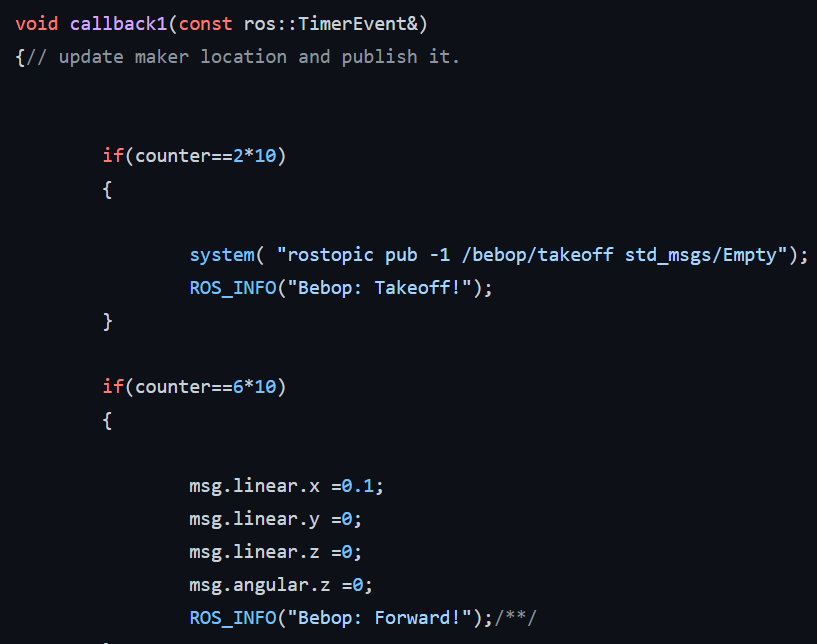 void callback1(const ros::TimerEvent&)
{// update maker location and publish it.
if(counter==2*10)
{
system( "rostopic pub -1 /bebop/takeoff std_msgs/Empty");
ROS_INFO("Bebop: Takeoff!");
}
if(counter==6*10)
{
msg.linear.x =0.1;
msg.linear.y =0;
msg.linear.z =0;
msg.angular.z =0;
ROS_INFO("Bebop: Forward!");/**/